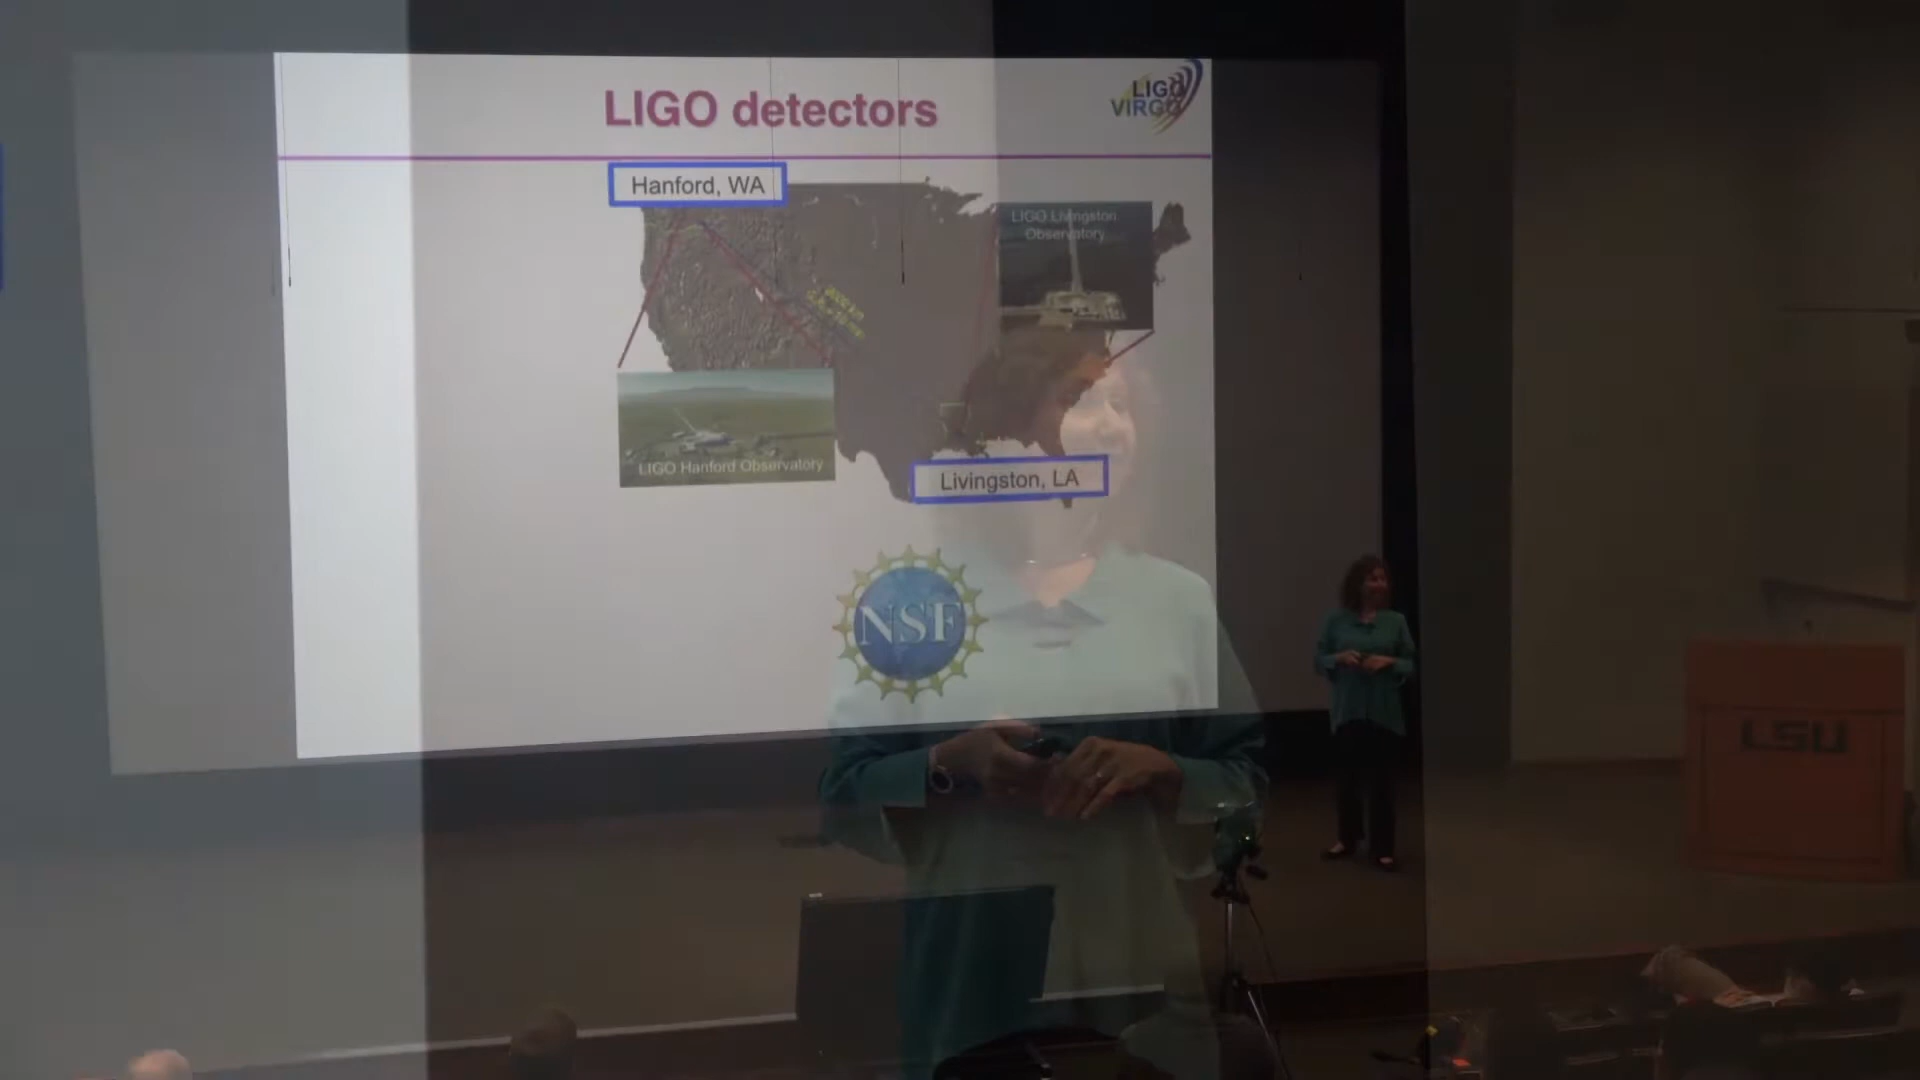 LIGO detectors
LIGO
VIRGO
Hanford, WA
LIGO Livingston
Observatory
LIGO Hanford Observatory
Livingston, LA
NSF
LSU